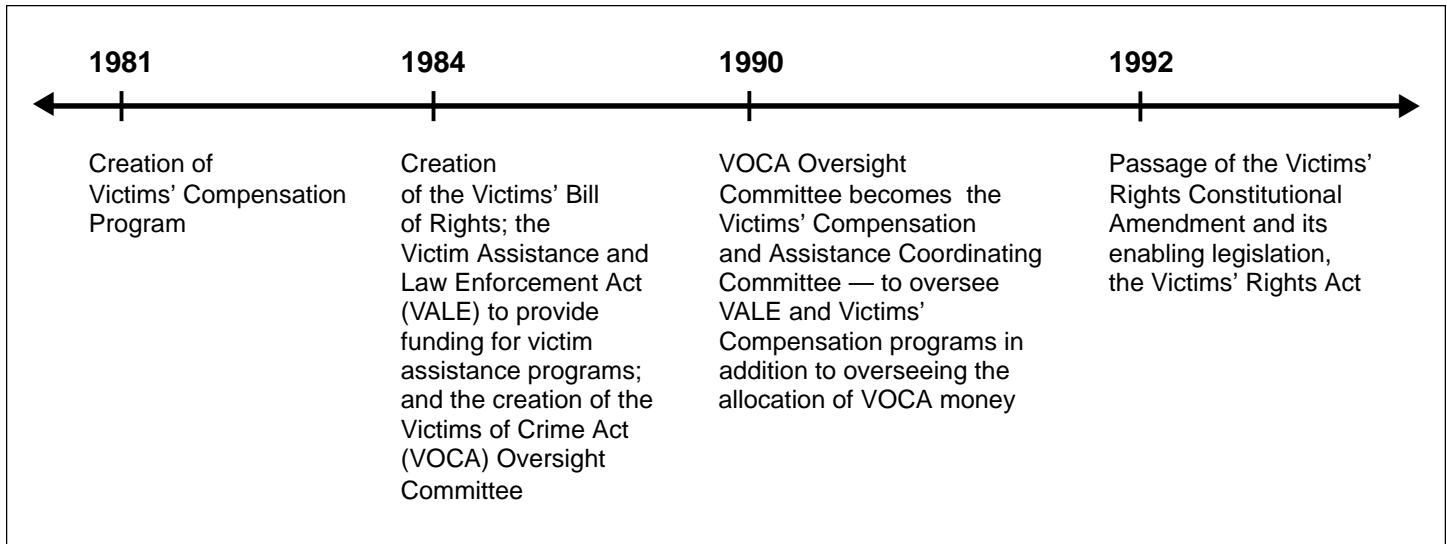 1981
Creation of
Victims’ Compensation
Program
1984
Creation
of the Victims’ Bill
of Rights; the
Victim Assistance and
Law Enforcement Act
(VALE) to provide
funding for victim
assistance programs;
and the creation of the
Victims of Crime Act
(VOCA) Oversight
Committee
1990
VOCA Oversight
Committee becomes the
Victims’ Compensation
and Assistance Coordinating
Committee — to oversee
VALE and Victims’
Compensation programs in
addition to overseeing the
allocation of VOCA money
1992
Passage of the Victims’
Rights Constitutional
Amendment and its
enabling legislation,
the Victims’ Rights Act